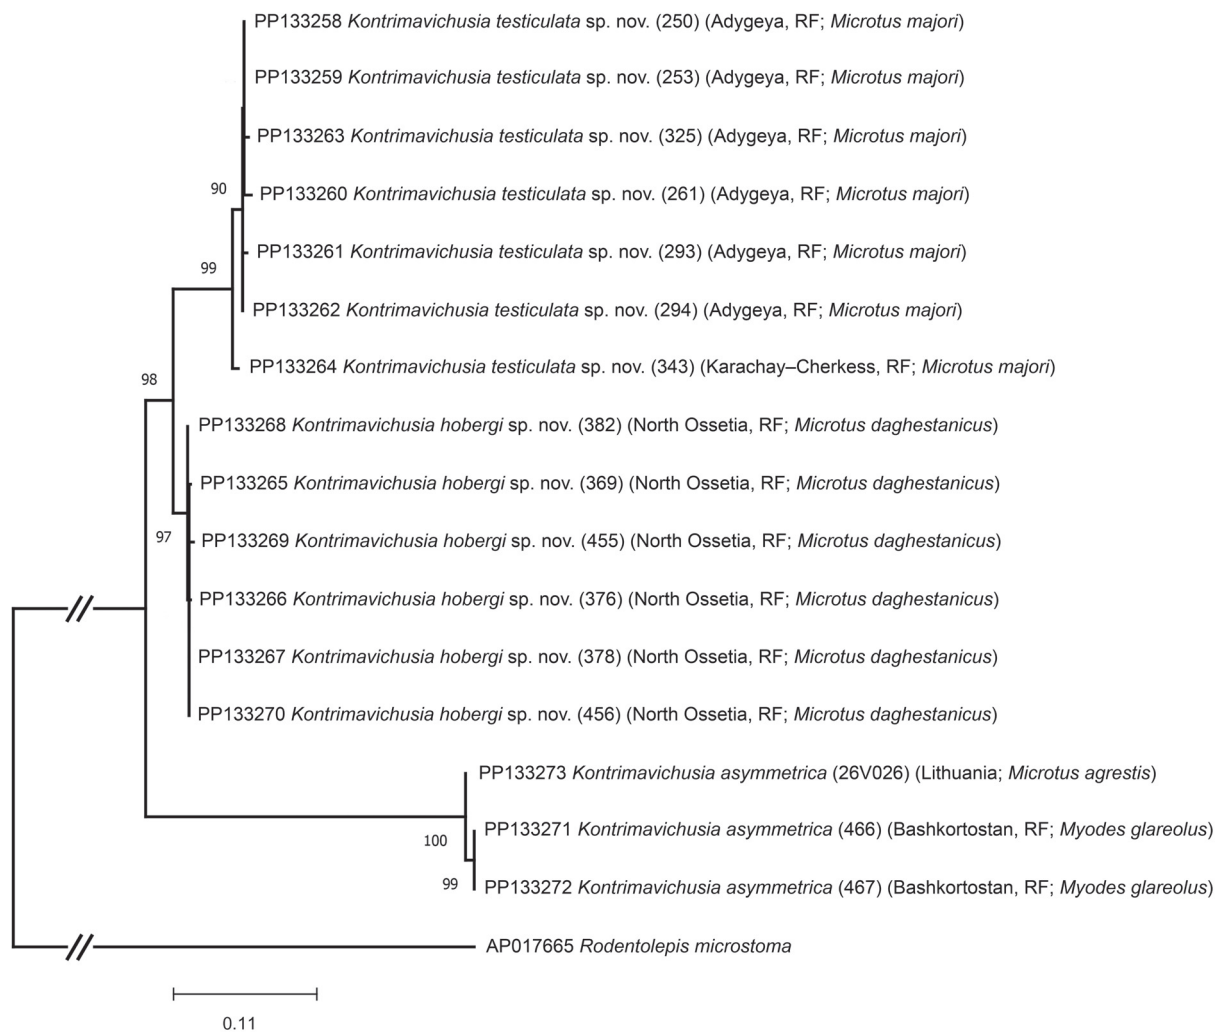 PP133258 Kontrimavichusia testiculata sp. nov. (250) (Adygeya, RF; Microtus majori)
PP133259 Kontrimavichusia testiculata sp. nov. (253) (Adygeya, RF; Microtus majori)
PP133263 Kontrimavichusia testiculata sp. nov. (325) (Adygeya, RF; Microtus majori)
90
PP133260 Kontrimavichusia testiculata sp. nov. (261) (Adygeya, RF; Microtus majori)
PP133261 Kontrimavichusia testiculata sp. nov. (293) (Adygeya, RF; Microtus majori)
99
PP133262 Kontrimavichusia testiculata sp. nov. (294) (Adygeya, RF; Microtus majori)
PP133264 Kontrimavichusia testiculata sp. nov. (343) (Karachay–Cherkess, RF; Microtus majori)
98
PP133268 Kontrimavichusia hobergi sp. nov. (382) (North Ossetia, RF; Microtus daghestanicus)
PP133265 Kontrimavichusia hobergi sp. nov. (369) (North Ossetia, RF; Microtus daghestanicus)
97
PP133269 Kontrimavichusia hobergi sp. nov. (455) (North Ossetia, RF; Microtus daghestanicus)
PP133266 Kontrimavichusia hobergi sp. nov. (376) (North Ossetia, RF; Microtus daghestanicus)
PP133267 Kontrimavichusia hobergi sp. nov. (378) (North Ossetia, RF; Microtus daghestanicus)
PP133270 Kontrimavichusia hobergi sp. nov. (456) (North Ossetia, RF; Microtus daghestanicus)
PP133273 Kontrimavichusia asymmetrica (26V026) (Lithuania; Microtus agrestis)
PP133271 Kontrimavichusia asymmetrica (466) (Bashkortostan, RF; Myodes glareolus)
100
99
PP133272 Kontrimavichusia asymmetrica (467) (Bashkortostan, RF; Myodes glareolus)
AP017665 Rodentolepis microstoma
0.11